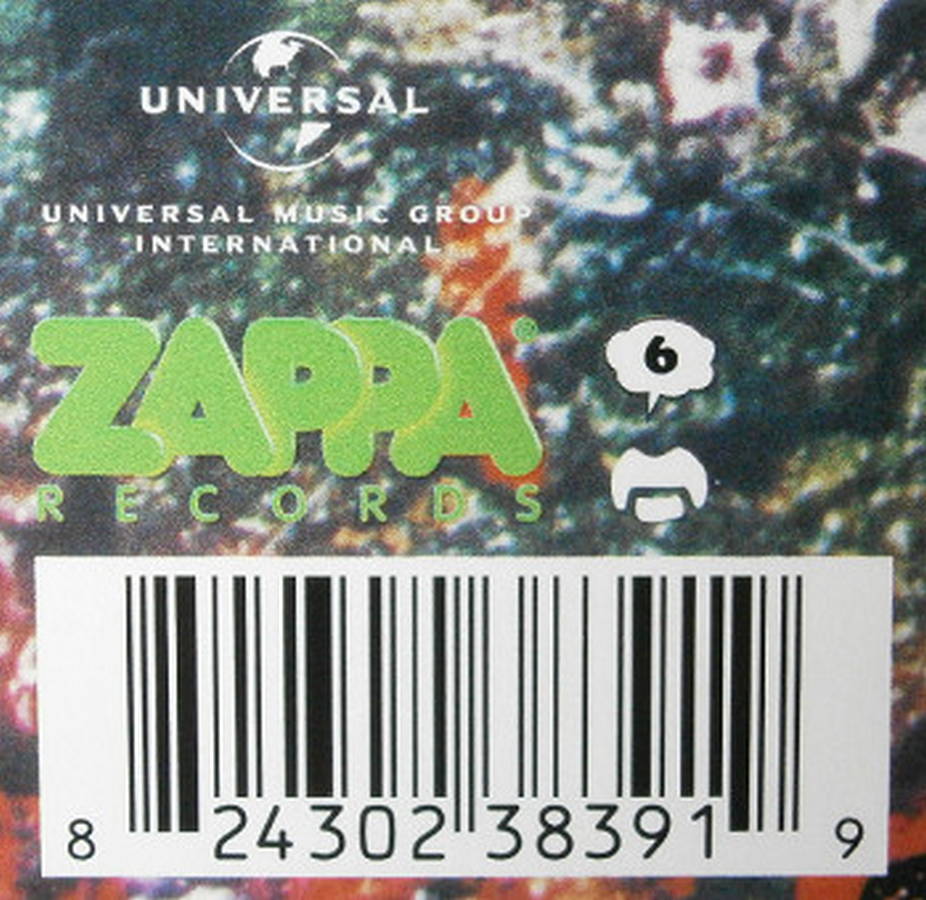 UNIVERSAL
UNIVERSAL MUSIC GROUP
INTERNATIONAL
ZAPPA®
RECORDS
6
8 24302 38391 9